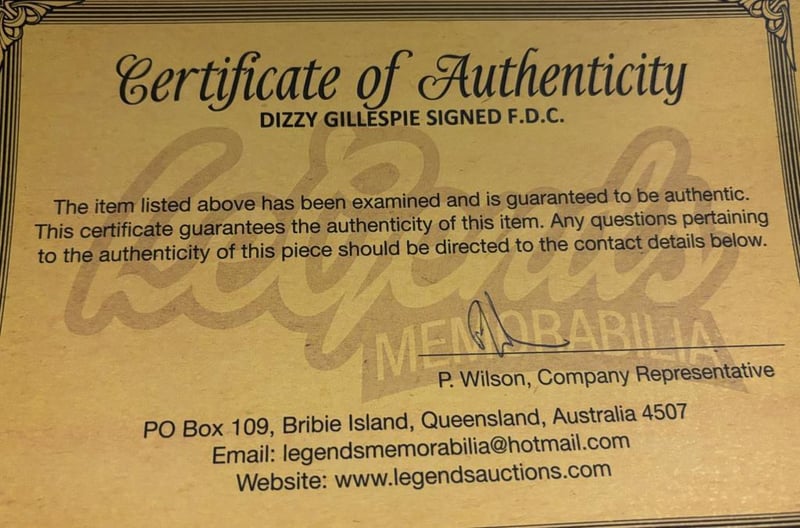 Certificate of Authenticity
DIZZY GILLESPIE SIGNED F.D.C.
The item listed above has been examined and is guaranteed to be authentic.
This certificate guarantees the authenticity of this item. Any questions pertaining
to the authenticity of this piece should be directed to the contact details below.
Legends
MEMORABILIA
P. Wilson, Company Representative
PO Box 109, Bribie Island, Queensland, Australia 4507
Email: legendsmemorabilia@hotmail.com
Website: www.legendsauctions.com